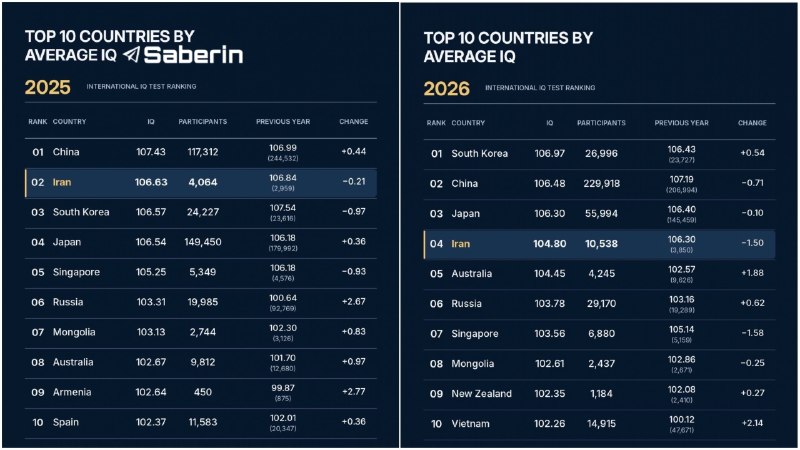 TOP 10 COUNTRIES BY
AVERAGE IQ Saberin
2025 INTERNATIONAL IQ TEST RANKING
RANK COUNTRY IQ PARTICIPANTS PREVIOUS YEAR CHANGE
01 China 107.43 117,312 106.99 (244,532) +0.44
02 Iran 106.63 4,064 106.84 (2,959) −0.21
03 South Korea 106.57 24,227 107.54 (23,616) −0.97
04 Japan 106.54 149,450 106.18 (179,992) +0.36
05 Singapore 105.25 5,349 106.18 (4,576) −0.93
06 Russia 103.31 19,985 100.64 (92,769) +2.67
07 Mongolia 103.13 2,744 102.30 (3,126) +0.83
08 Australia 102.67 9,812 101.70 (12,680) +0.97
09 Armenia 102.64 450 99.87 (875) +2.77
10 Spain 102.37 11,583 102.01 (20,347) +0.36
TOP 10 COUNTRIES BY
AVERAGE IQ
2026 INTERNATIONAL IQ TEST RANKING
RANK COUNTRY IQ PARTICIPANTS PREVIOUS YEAR CHANGE
01 South Korea 106.97 26,996 106.43 (23,727) +0.54
02 China 106.48 229,918 107.19 (206,994) −0.71
03 Japan 106.30 55,994 106.40 (145,459) −0.10
04 Iran 104.80 10,538 106.30 (3,850) −1.50
05 Australia 104.45 4,245 102.57 (9,626) +1.88
06 Russia 103.78 29,170 103.16 (19,289) +0.62
07 Singapore 103.56 6,880 105.14 (5,159) −1.58
08 Mongolia 102.61 2,437 102.86 (2,671) −0.25
09 New Zealand 102.35 1,184 102.08 (2,410) +0.27
10 Vietnam 102.26 14,915 100.12 (47,671) +2.14